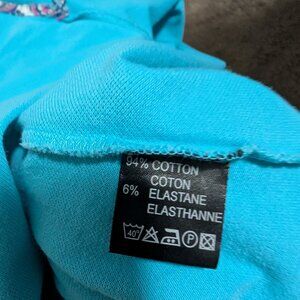 94% COTTON
COTON
6% ELASTANE
ELASTHANNE
40° P